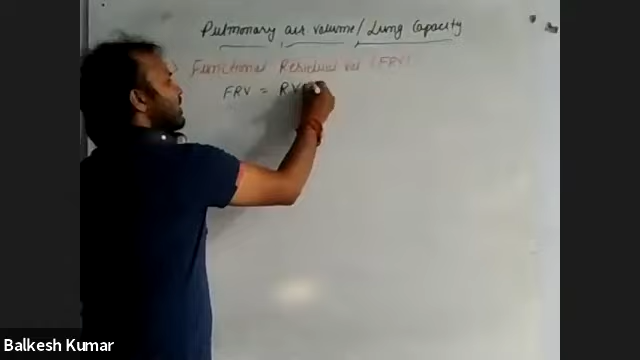 Pulmonary air volume/Lung Capacity
Functional Residual vol (FRV)
FRV = RV
Balkesh Kumar